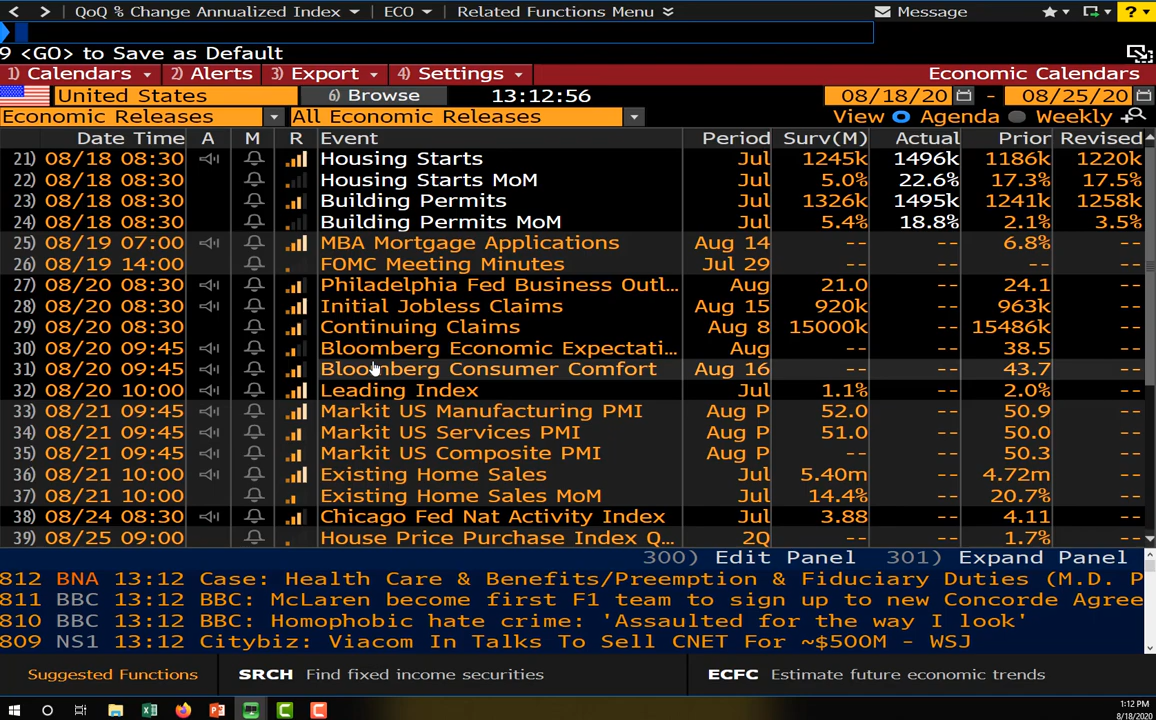 QoQ % Change Annualized Index ECO Related Functions Menu Message ?
9 <GO> to Save as Default
1) Calendars 2) Alerts 3) Export 4) Settings Economic Calendars
United States 6) Browse 13:12:56 08/18/20 - 08/25/20
Economic Releases All Economic Releases View Agenda Weekly
Date Time A M R Event Period Surv(M) Actual Prior Revised
21) 08/18 08:30 Housing Starts Jul 1245k 1496k 1186k 1220k
22) 08/18 08:30 Housing Starts MoM Jul 5.0% 22.6% 17.3% 17.5%
23) 08/18 08:30 Building Permits Jul 1326k 1495k 1241k 1258k
24) 08/18 08:30 Building Permits MoM Jul 5.4% 18.8% 2.1% 3.5%
25) 08/19 07:00 MBA Mortgage Applications Aug 14 -- -- 6.8% --
26) 08/19 14:00 FOMC Meeting Minutes Jul 29 -- -- -- --
27) 08/20 08:30 Philadelphia Fed Business Outl... Aug 21.0 -- 24.1 --
28) 08/20 08:30 Initial Jobless Claims Aug 15 920k -- 963k --
29) 08/20 08:30 Continuing Claims Aug 8 15000k -- 15486k --
30) 08/20 09:45 Bloomberg Economic Expectati... Aug -- -- 38.5 --
31) 08/20 09:45 Bloomberg Consumer Comfort Aug 16 -- -- 43.7 --
32) 08/20 10:00 Leading Index Jul 1.1% -- 2.0% --
33) 08/21 09:45 Markit US Manufacturing PMI Aug P 52.0 -- 50.9 --
34) 08/21 09:45 Markit US Services PMI Aug P 51.0 -- 50.0 --
35) 08/21 09:45 Markit US Composite PMI Aug P -- -- 50.3 --
36) 08/21 10:00 Existing Home Sales Jul 5.40m -- 4.72m --
37) 08/21 10:00 Existing Home Sales MoM Jul 14.4% -- 20.7% --
38) 08/24 08:30 Chicago Fed Nat Activity Index Jul 3.88 -- 4.11 --
39) 08/25 09:00 House Price Purchase Index Q... 2Q -- -- 1.7% --
300) Edit Panel 301) Expand Panel
812 BNA 13:12 Case: Health Care & Benefits/Preemption & Fiduciary Duties (M.D. P
811 BBC 13:12 BBC: McLaren become first F1 team to sign up to new Concorde Agree
810 BBC 13:12 BBC: Homophobic hate crime: 'Assaulted for the way I look'
809 NS1 13:12 Citybiz: Viacom In Talks To Sell CNET For ~$500M - WSJ
Suggested Functions SRCH Find fixed income securities ECFC Estimate future economic trends
1:12 PM
8/18/2020